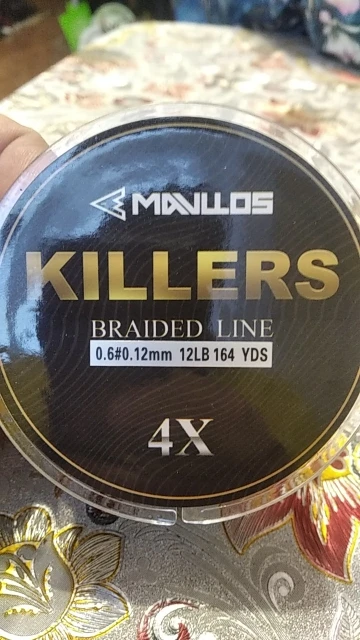 MAVLLOS
KILLERS
BRAIDED LINE
0.6#0.12mm 12LB 164 YDS
4X